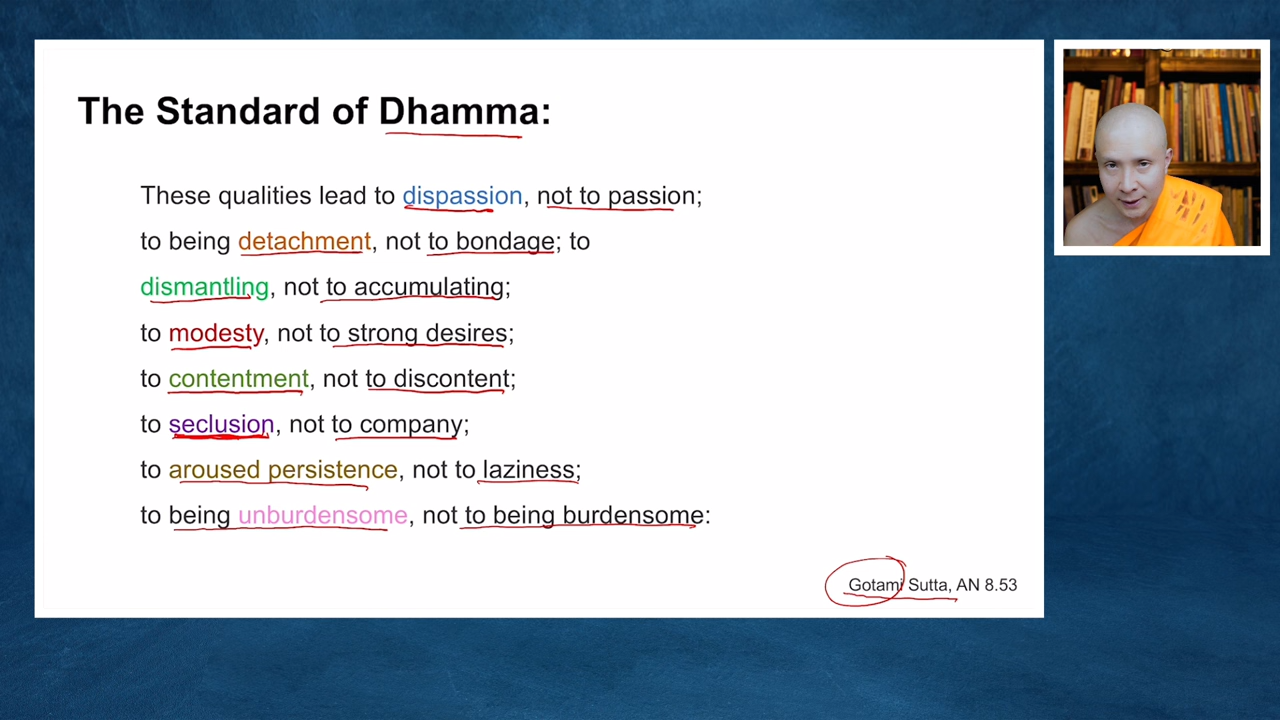 The Standard of Dhamma:
These qualities lead to dispassion, not to passion;
to being detachment, not to bondage; to
dismantling, not to accumulating;
to modesty, not to strong desires;
to contentment, not to discontent;
to seclusion, not to company;
to aroused persistence, not to laziness;
to being unburdensome, not to being burdensome:
Gotami Sutta, AN 8.53